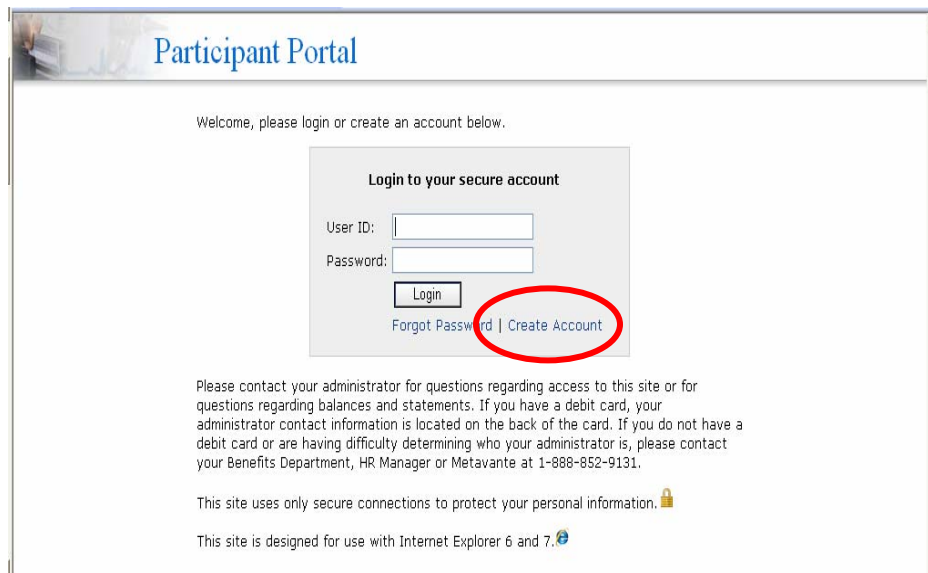 Participant Portal
Welcome, please login or create an account below.
Login to your secure account
User ID:
Password:
Login
Forgot Password | Create Account
Please contact your administrator for questions regarding access to this site or for
questions regarding balances and statements. If you have a debit card, your
administrator contact information is located on the back of the card. If you do not have a
debit card or are having difficulty determining who your administrator is, please contact
your Benefits Department, HR Manager or Metavante at 1-888-852-9131.
This site uses only secure connections to protect your personal information.
This site is designed for use with Internet Explorer 6 and 7.